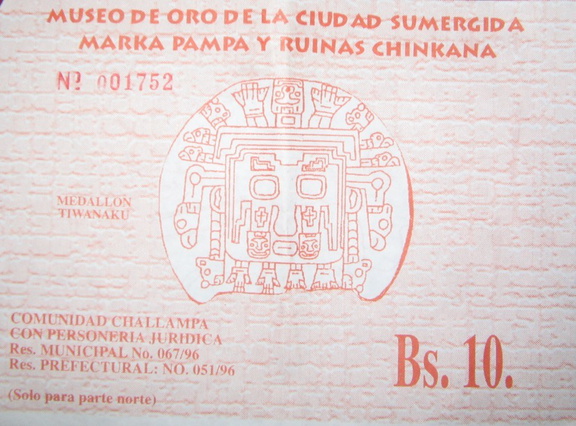 MUSEO DE ORO DE LA CIUDAD SUMERGIDA
MARKA PAMPA Y RUINAS CHINKANA
Nº 001752
MEDALLON
TIWANAKU
COMUNIDAD CHALLAMPA
CON PERSONERIA JURIDICA
Res. MUNICIPAL No. 067/96
Res. PREFECTURAL: NO. 051/96
(Solo para parte norte)
Bs. 10.